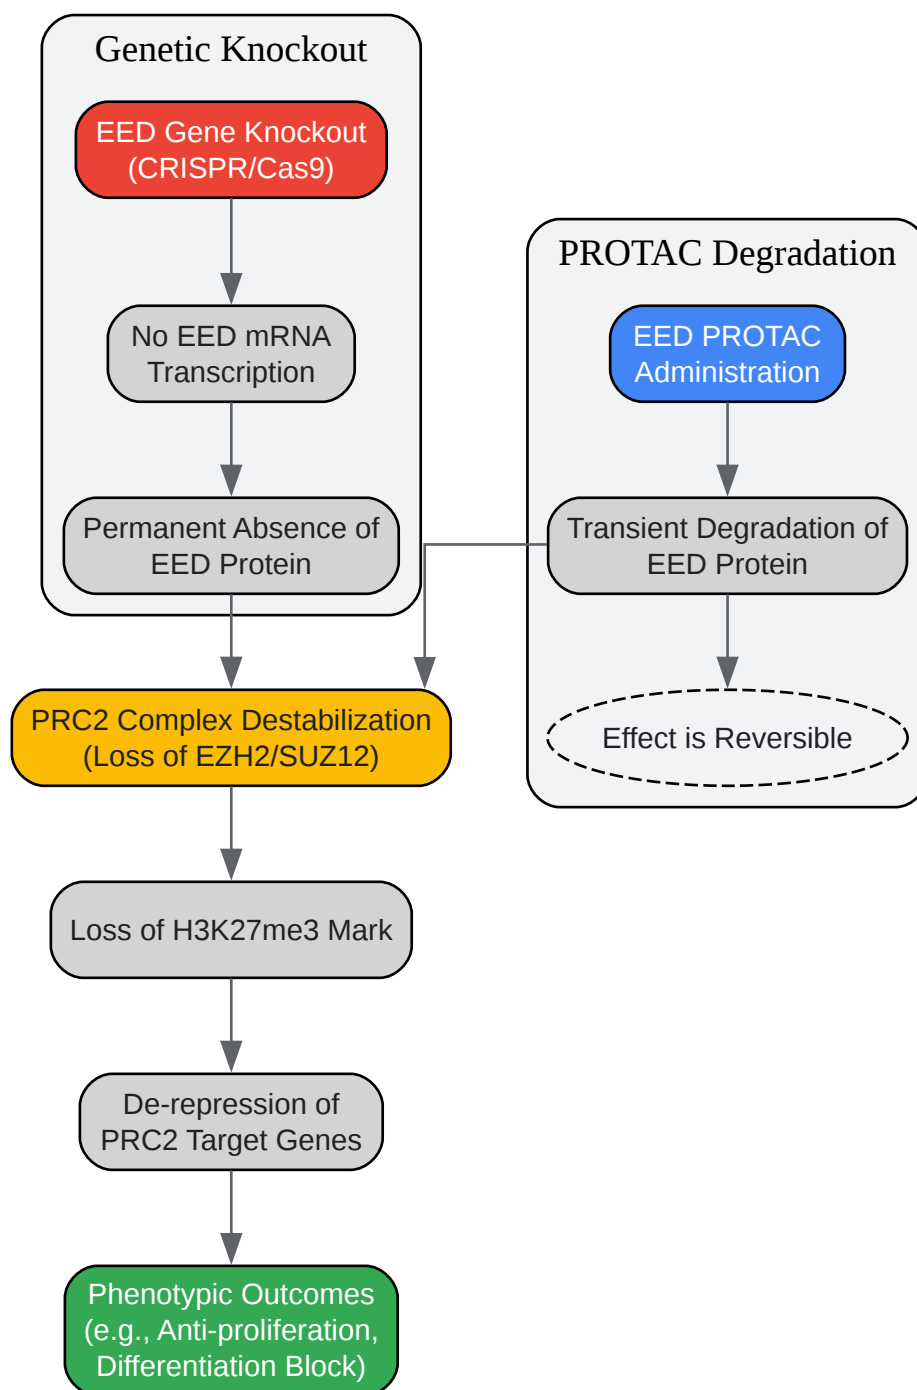 Genetic Knockout
EED Gene Knockout
(CRISPR/Cas9)
No EED mRNA
Transcription
Permanent Absence of
EED Protein
PROTAC Degradation
EED PROTAC
Administration
Transient Degradation of
EED Protein
Effect is Reversible
PRC2 Complex Destabilization
(Loss of EZH2/SUZ12)
Loss of H3K27me3 Mark
De-repression of
PRC2 Target Genes
Phenotypic Outcomes
(e.g., Anti-proliferation,
Differentiation Block)